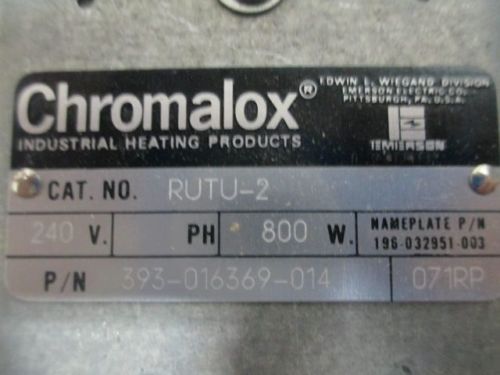 Chromalox®
INDUSTRIAL HEATING PRODUCTS
EDWIN L. WIEGAND DIVISION
EMERSON ELECTRIC CO.
PITTSBURGH, PA. U.S.A.
EMERSON
CAT. NO. RUTU-2
240 V. PH 800 W. NAMEPLATE P/N
196-032951-003
P/N 393-016369-014 071RP